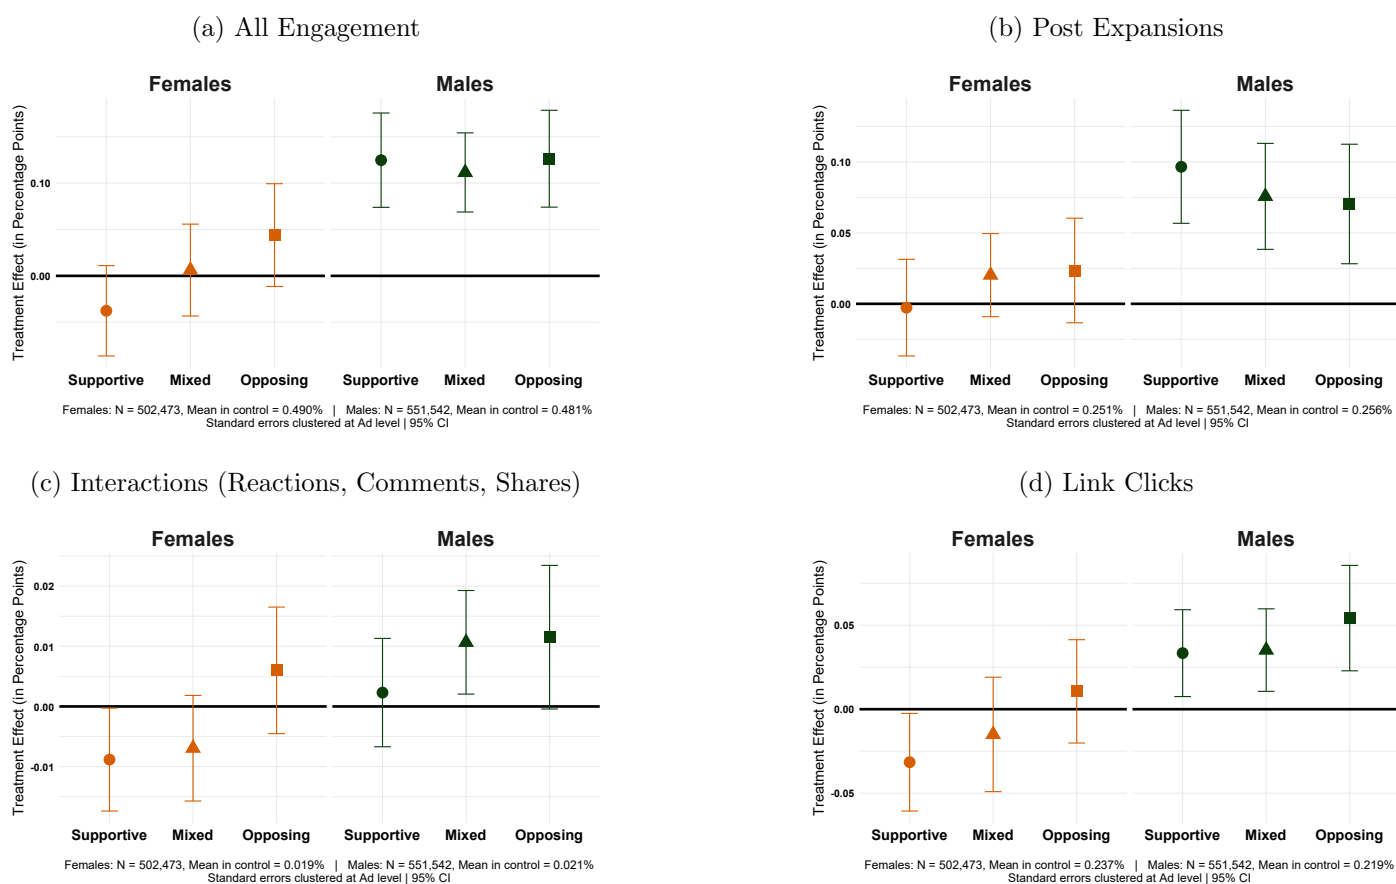 (a) All Engagement
Females Males
Treatment Effect (in Percentage Points)
0.10
0.00
Supportive Mixed Opposing Supportive Mixed Opposing
Females: N = 502,473, Mean in control = 0.490% | Males: N = 551,542, Mean in control = 0.481%
Standard errors clustered at Ad level | 95% CI
(b) Post Expansions
Females Males
Treatment Effect (in Percentage Points)
0.10
0.05
0.00
Supportive Mixed Opposing Supportive Mixed Opposing
Females: N = 502,473, Mean in control = 0.251% | Males: N = 551,542, Mean in control = 0.256%
Standard errors clustered at Ad level | 95% CI
(c) Interactions (Reactions, Comments, Shares)
Females Males
Treatment Effect (in Percentage Points)
0.02
0.01
0.00
-0.01
Supportive Mixed Opposing Supportive Mixed Opposing
Females: N = 502,473, Mean in control = 0.019% | Males: N = 551,542, Mean in control = 0.021%
Standard errors clustered at Ad level | 95% CI
(d) Link Clicks
Females Males
Treatment Effect (in Percentage Points)
0.05
0.00
-0.05
Supportive Mixed Opposing Supportive Mixed Opposing
Females: N = 502,473, Mean in control = 0.237% | Males: N = 551,542, Mean in control = 0.219%
Standard errors clustered at Ad level | 95% CI